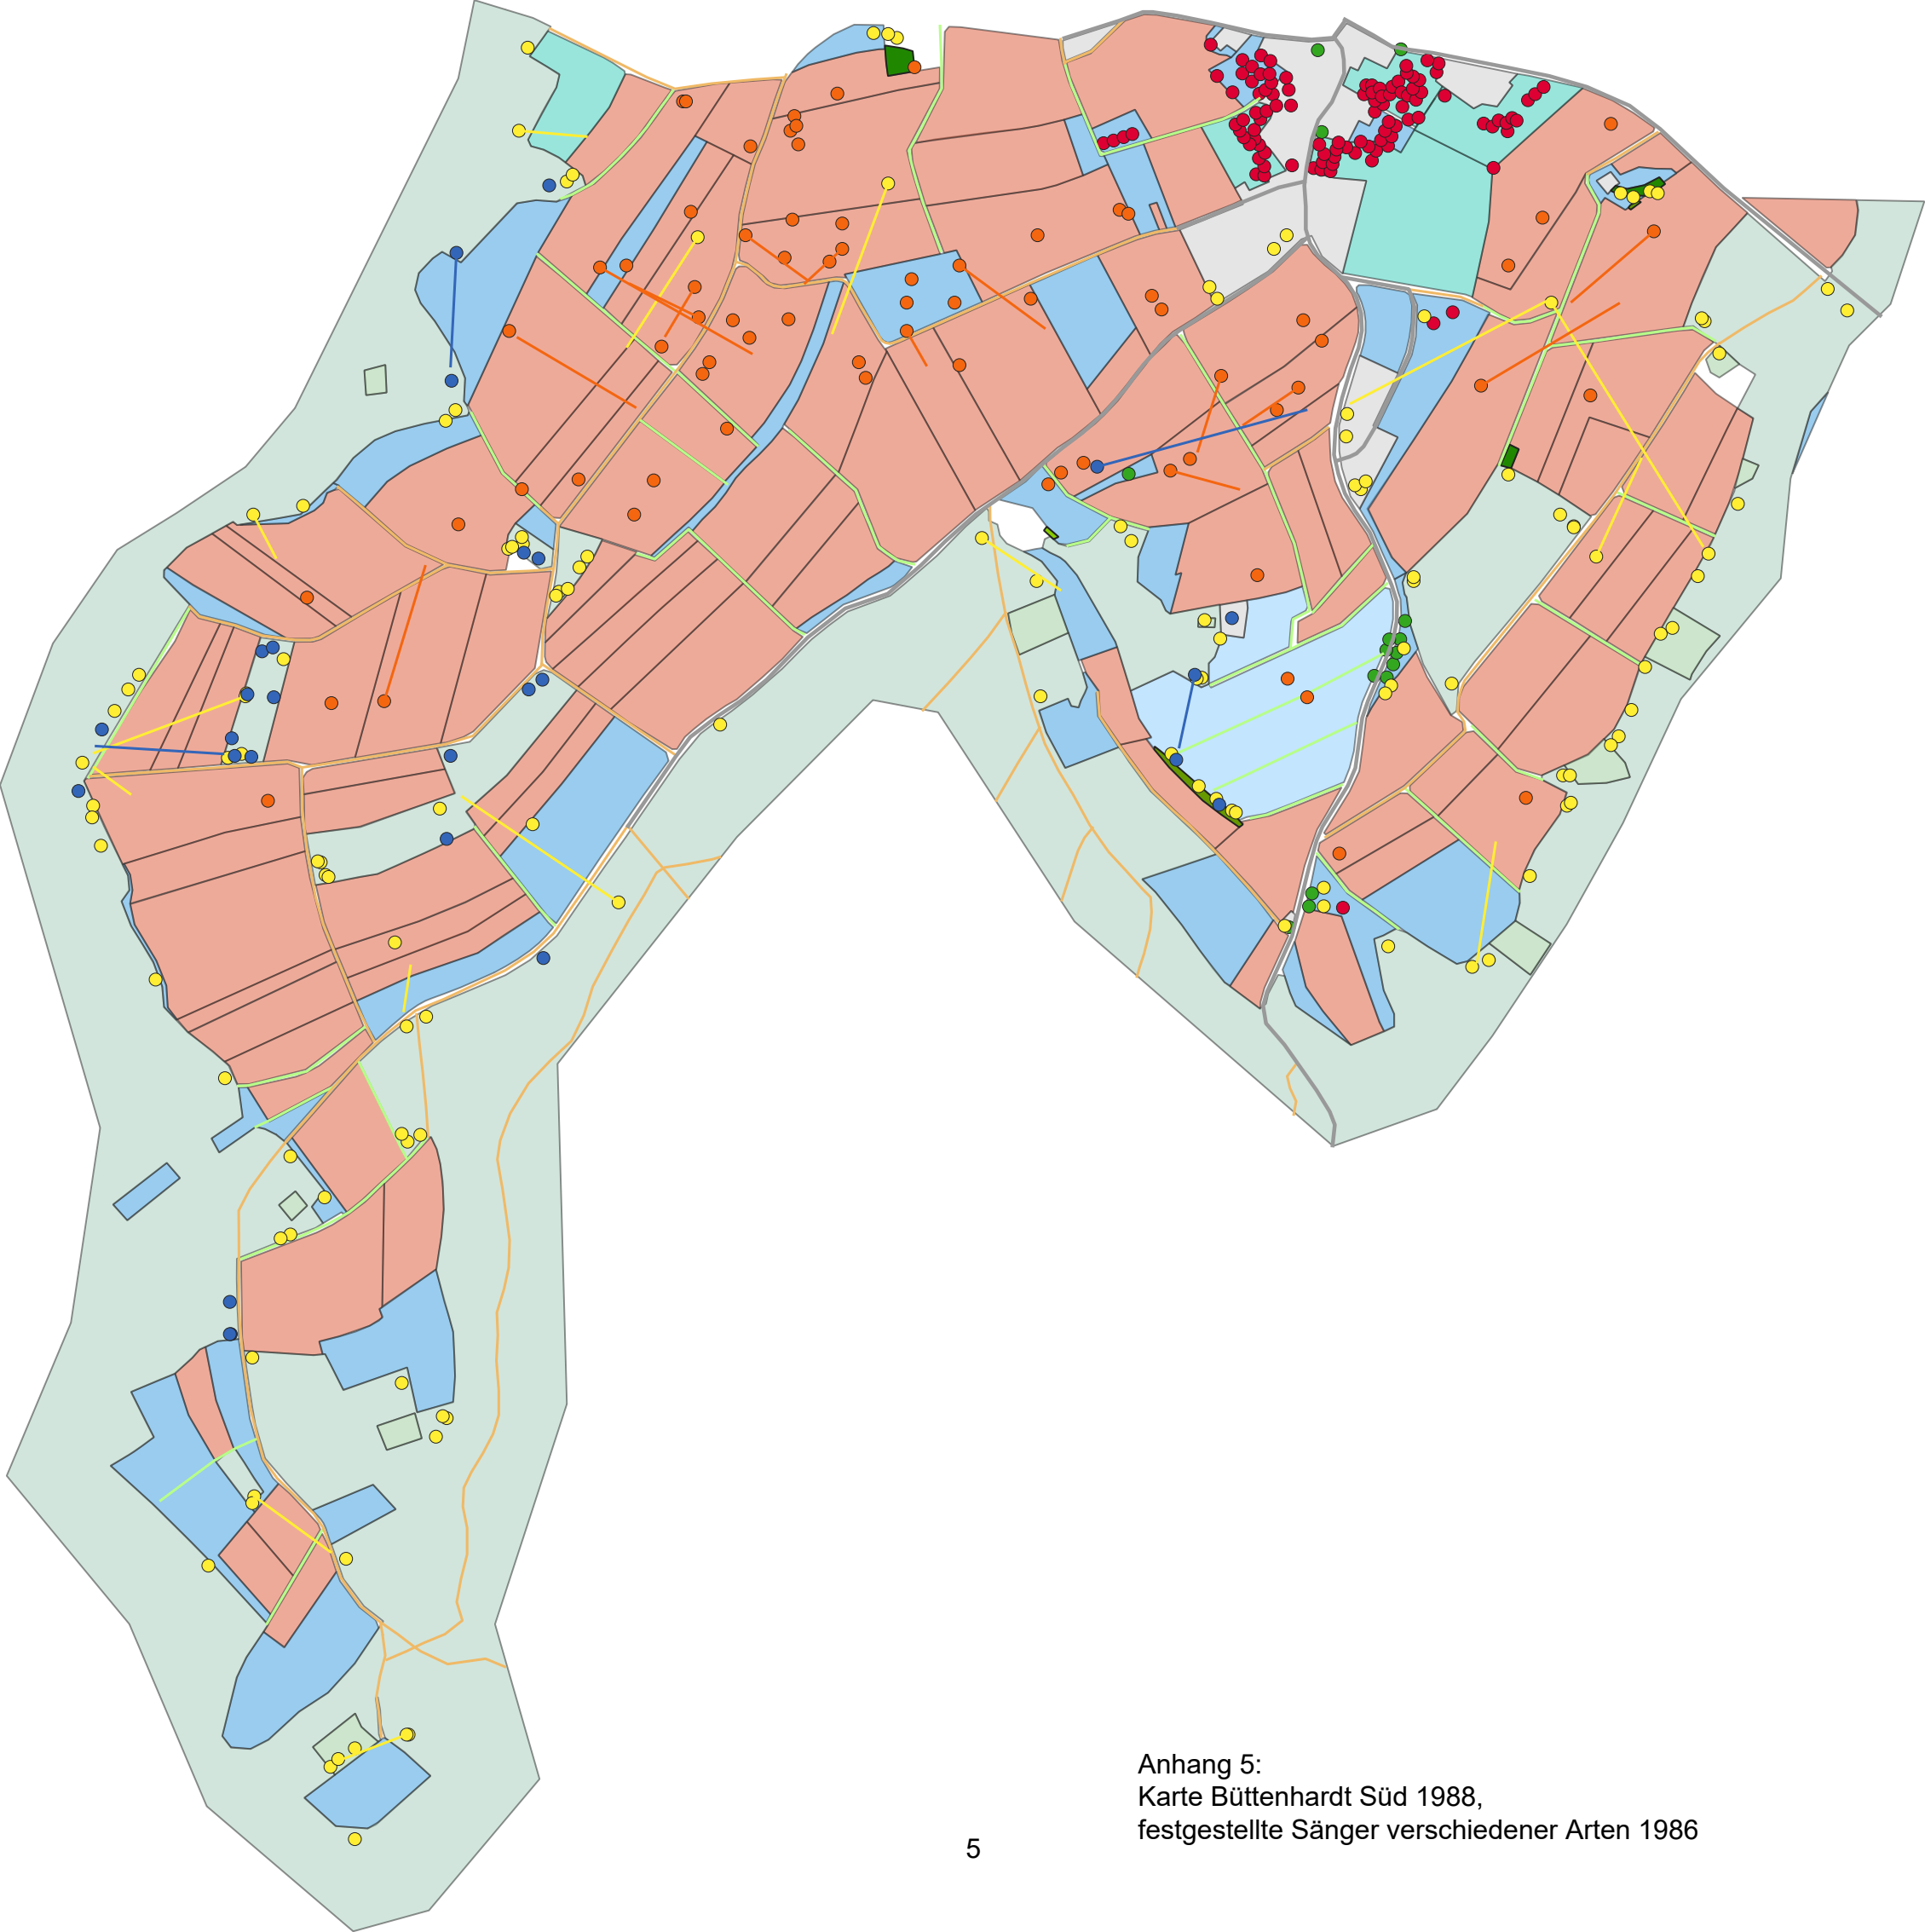 Anhang 5:
Karte Büttenhardt Süd 1988,
festgestellte Sänger verschiedener Arten 1986
5